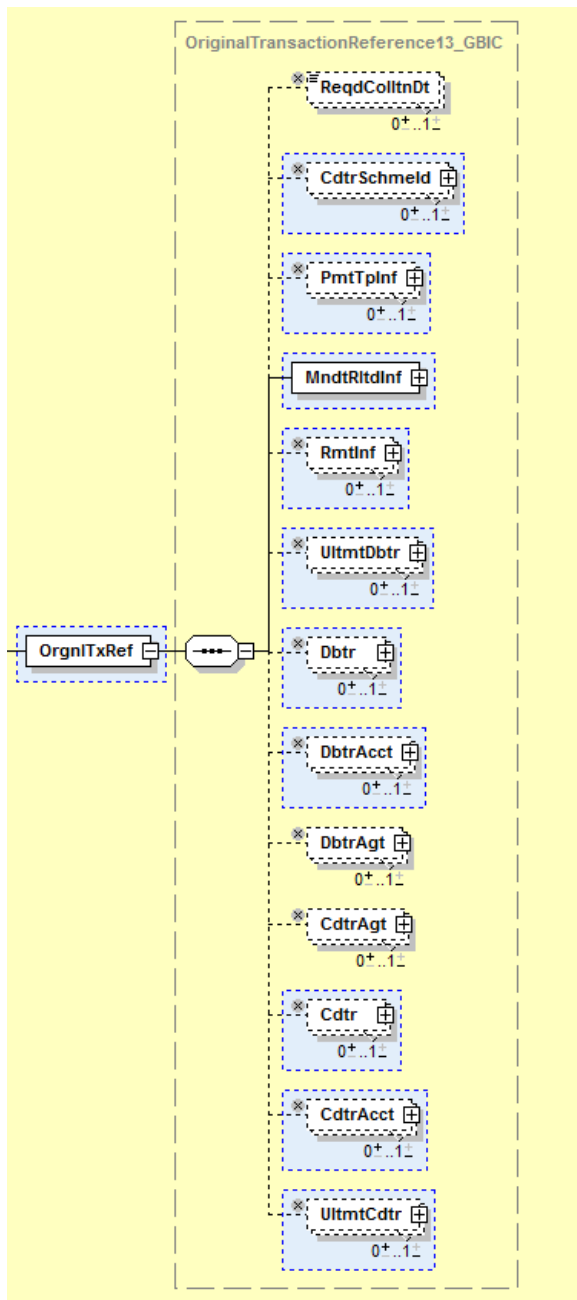 OriginalTransactionReference13_GBIC
ReqdColltnDt
0..1
CdtrSchmeId
0..1
PmtTpInf
0..1
MndtRltdInf
RmtInf
0..1
UltmtDbtr
0..1
OrgnlTxRef
Dbtr
0..1
DbtrAcct
0..1
DbtrAgt
0..1
CdtrAgt
0..1
Cdtr
0..1
CdtrAcct
0..1
UltmtCdtr
0..1